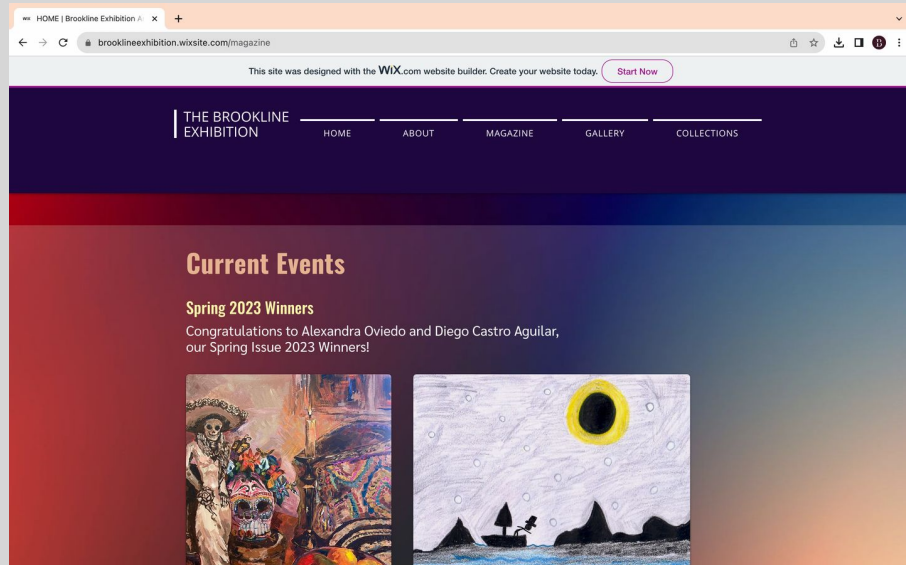 WiX HOME | Brookline Exhibition A
brooklineexhibition.wixsite.com/magazine
This site was designed with the WiX.com website builder. Create your website today. Start Now
THE BROOKLINE
EXHIBITION
HOME ABOUT MAGAZINE GALLERY COLLECTIONS
Current Events
Spring 2023 Winners
Congratulations to Alexandra Oviedo and Diego Castro Aguilar,
our Spring Issue 2023 Winners!